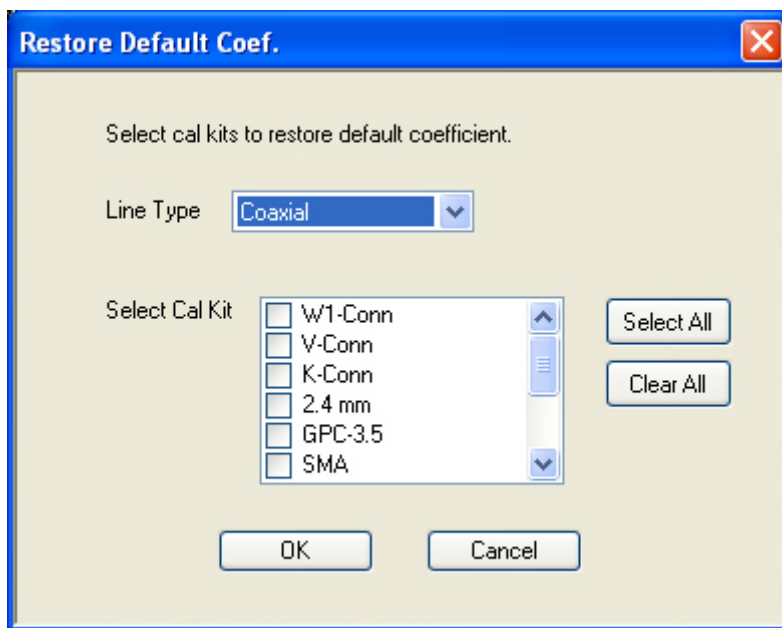 Restore Default Coef.
Select cal kits to restore default coefficient.
Line Type
Coaxial
Select Cal Kit
W1-Conn
V-Conn
K-Conn
2.4 mm
GPC-3.5
SMA
Select All
Clear All
OK
Cancel